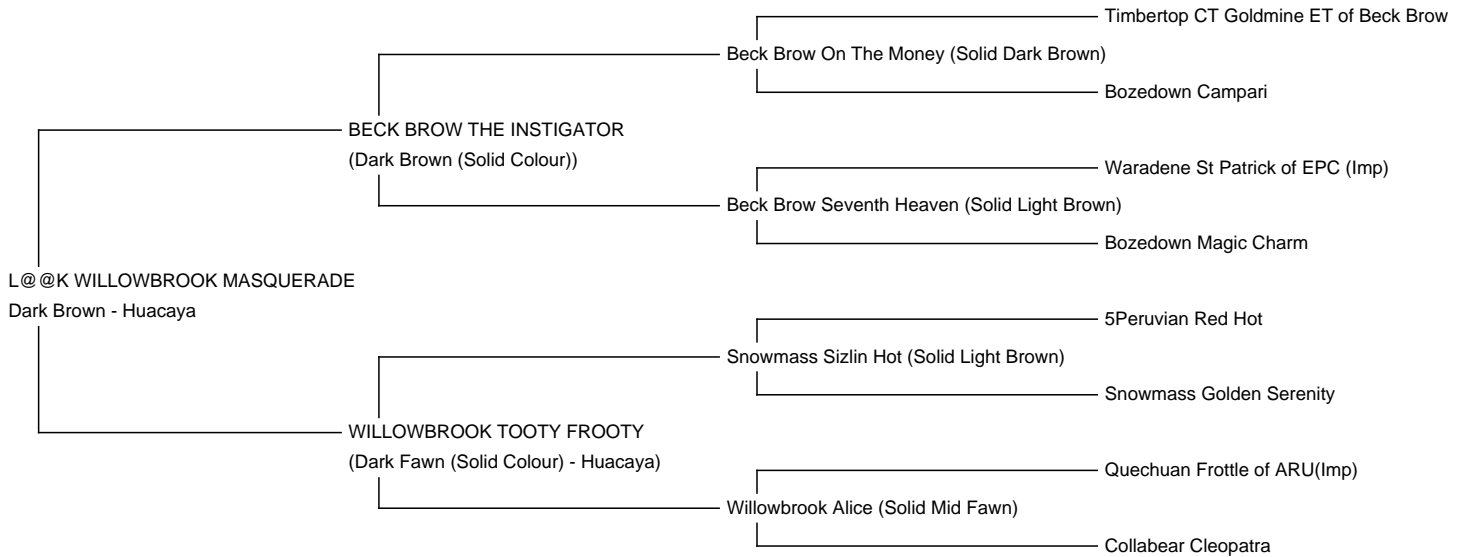 Timbertop CT Goldmine ET of Beck Brow
Beck Brow On The Money (Solid Dark Brown)
Bozedown Campari
BECK BROW THE INSTIGATOR
(Dark Brown (Solid Colour))
Waradene St Patrick of EPC (Imp)
Beck Brow Seventh Heaven (Solid Light Brown)
Bozedown Magic Charm
L@@K WILLOWBROOK MASQUERADE
Dark Brown - Huacaya
5Peruvian Red Hot
Snowmass Sizlin Hot (Solid Light Brown)
Snowmass Golden Serenity
WILLOWBROOK TOOTY FROOTY
(Dark Fawn (Solid Colour) - Huacaya)
Quechuan Frottle of ARU(Imp)
Willowbrook Alice (Solid Mid Fawn)
Collabear Cleopatra